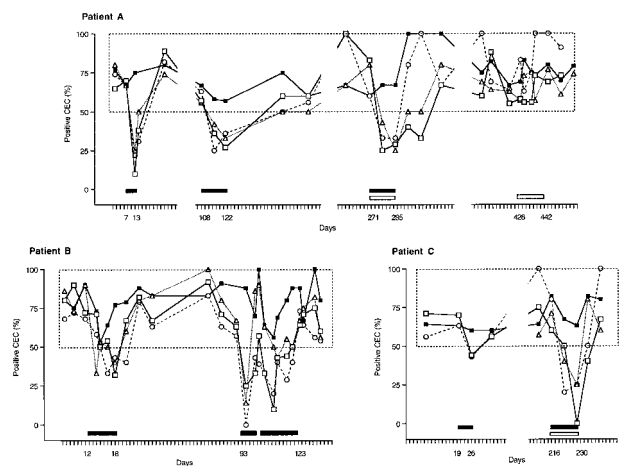 Patient A
Positive CEC (%)
100
75
50
25
0
7 13
108 122
271 285
426 442
Days
Patient B
Positive CEC (%)
100
75
50
25
0
12 18
93
123
Days
Patient C
Positive CEC (%)
100
75
50
25
0
19 26
216 230
Days